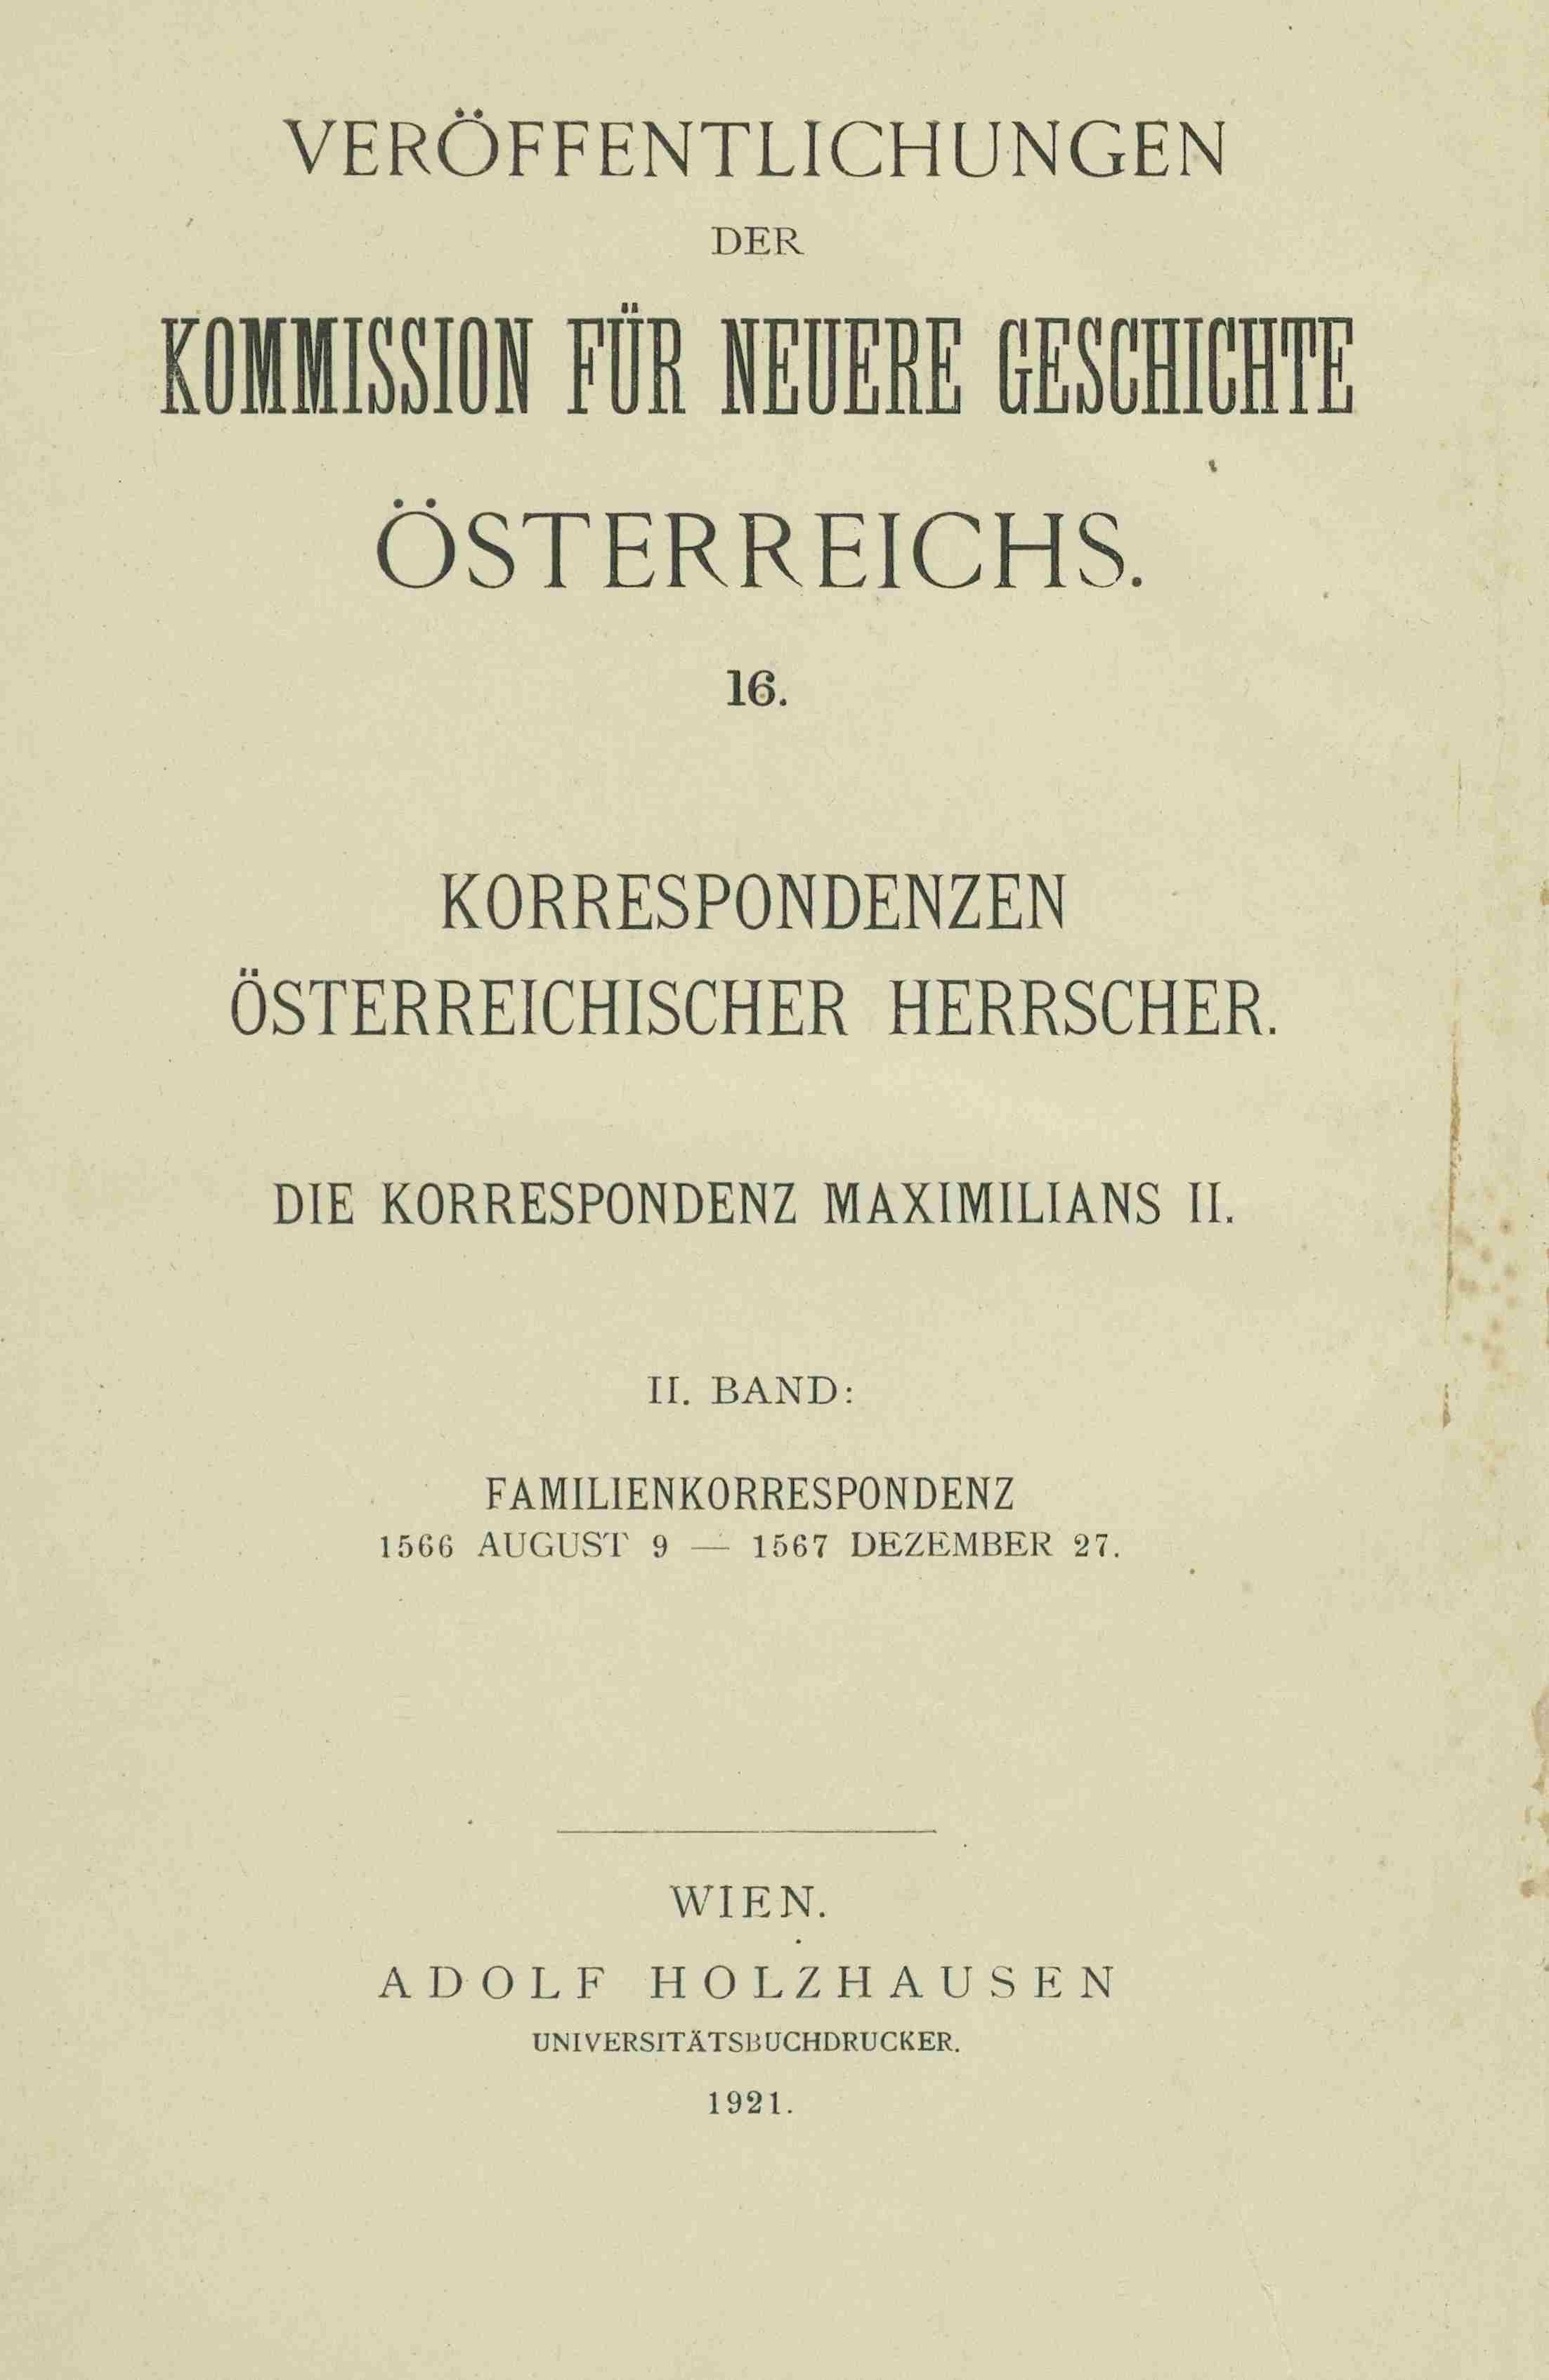 VERÖFFENTLICHUNGEN
DER
KOMMISSION FÜR NEUERE GESCHICHTE
ÖSTERREICHS.
16.
KORRESPONDENZEN
ÖSTERREICHISCHER HERRSCHER.
DIE KORRESPONDENZ MAXIMILIANS II.
II. BAND:
FAMILIENKORRESPONDENZ
1566 AUGUST 9 — 1567 DEZEMBER 27.
WIEN.
ADOLF HOLZHAUSEN
UNIVERSITÄTSBUCHDRUCKER.
1921.